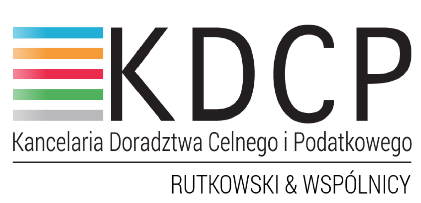 KDCP
Kancelaria Doradztwa Celnego i Podatkowego
RUTKOWSKI & WSPÓLNICY